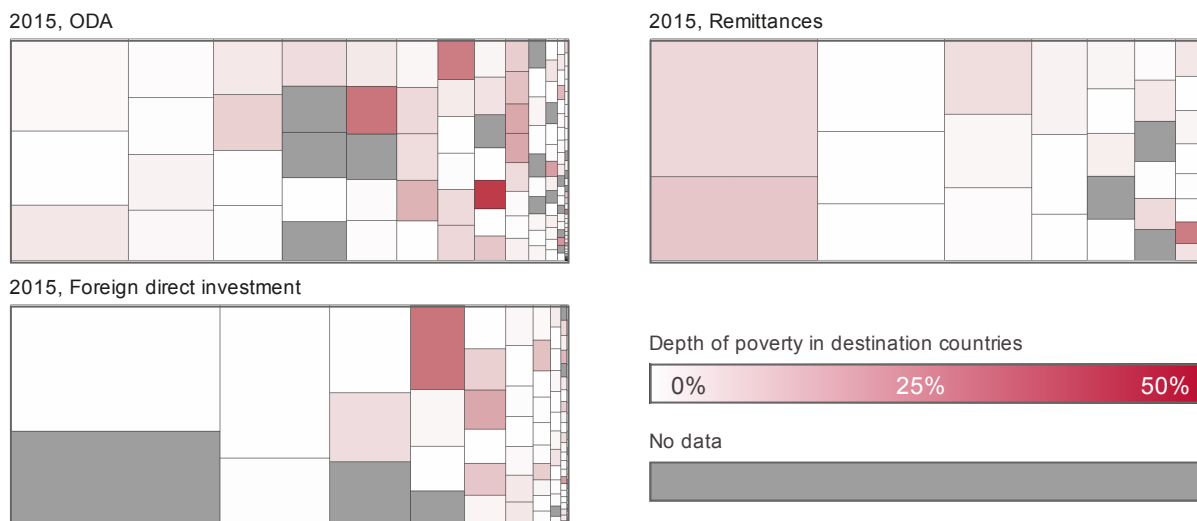 2015, ODA
2015, Remittances
2015, Foreign direct investment
Depth of poverty in destination countries
0% 25% 50%
No data